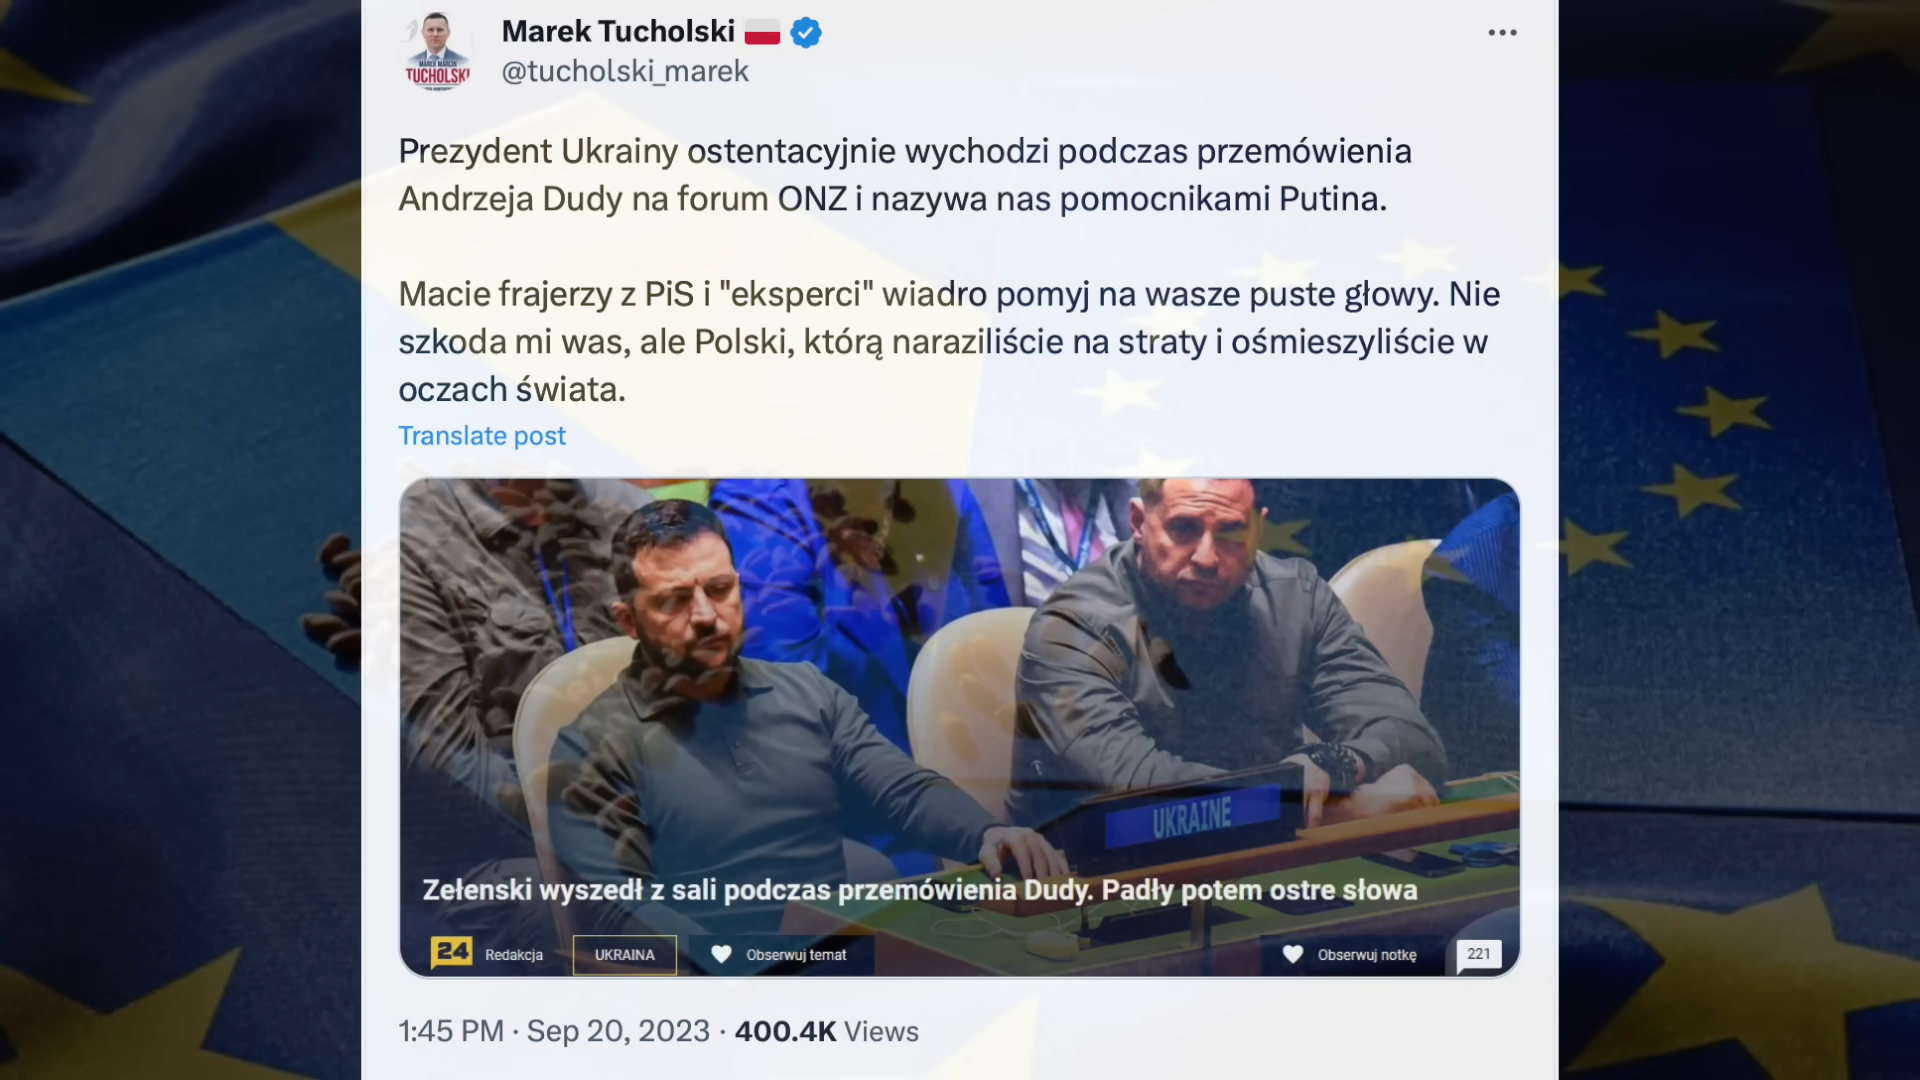 Marek Tucholski
@tucholski_marek
MAREK MARCIN
TUCHOLSKI
Prezydent Ukrainy ostentacyjnie wychodzi podczas przemówienia
Andrzeja Dudy na forum ONZ i nazywa nas pomocnikami Putina.
Macie frajerzy z PiS i "eksperci" wiadro pomyj na wasze puste głowy. Nie
szkoda mi was, ale Polski, którą naraziliście na straty i ośmieszyliście w
oczach świata.
Translate post
UKRAINE
Zełenski wyszedł z sali podczas przemówienia Dudy. Padły potem ostre słowa
24 Redakcja UKRAINA Obserwuj temat Obserwuj notkę 221
1:45 PM · Sep 20, 2023 · 400.4K Views